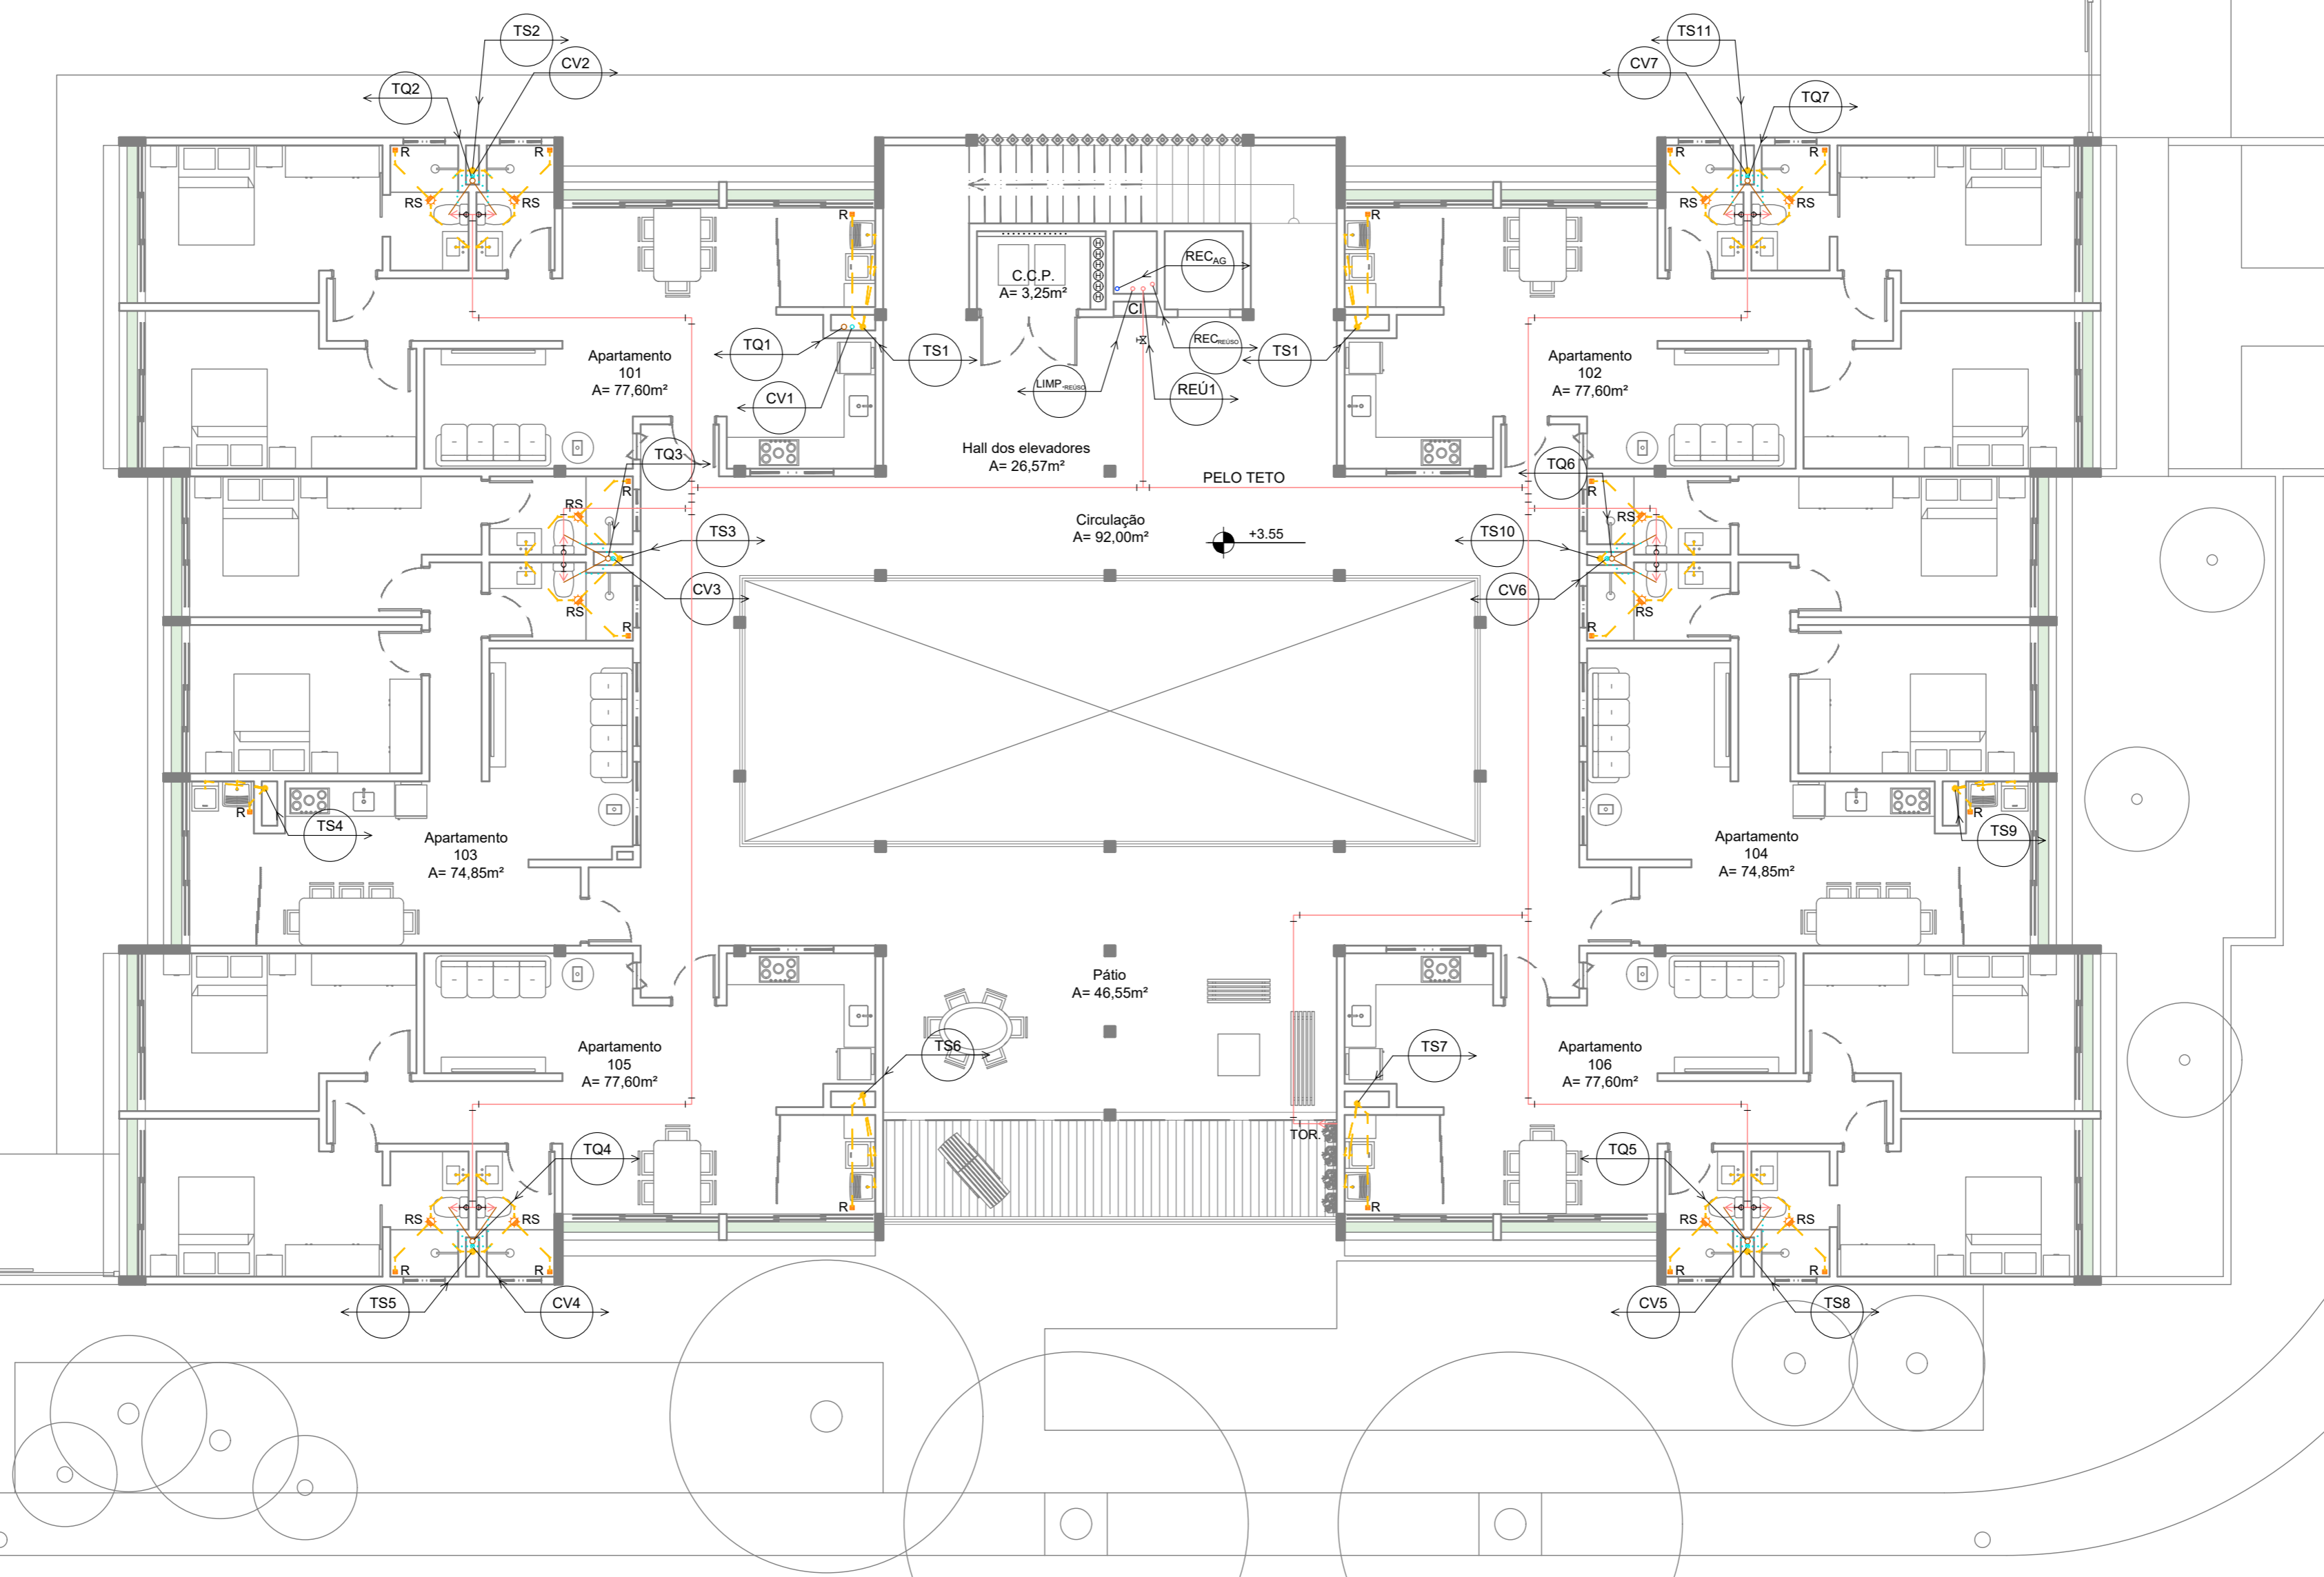 TS2
CV2
TQ2
TS11
CV7
TQ7
R
R
RS
RS
R
R
RS
RS
R
R
C.C.P.
A= 3,25m²
REC AG
CI
REC REÚSO
LIMP. REÚSO
REÚ1
TQ1
CV1
TS1
TS1
Apartamento
101
A= 77,60m²
Apartamento
102
A= 77,60m²
Hall dos elevadores
A= 26,57m²
PELO TETO
TQ3
TQ6
R
RS
RS
R
R
RS
RS
R
TS3
CV3
TS10
CV6
Circulação
A= 92,00m²
+3.55
R
TS4
Apartamento
103
A= 74,85m²
R
TS9
Apartamento
104
A= 74,85m²
Pátio
A= 46,55m²
Apartamento
105
A= 77,60m²
TS6
TS7
Apartamento
106
A= 77,60m²
TOR.
TQ4
TQ5
RS
RS
R
R
R
R
RS
RS
R
R
TS5
CV4
CV5
TS8